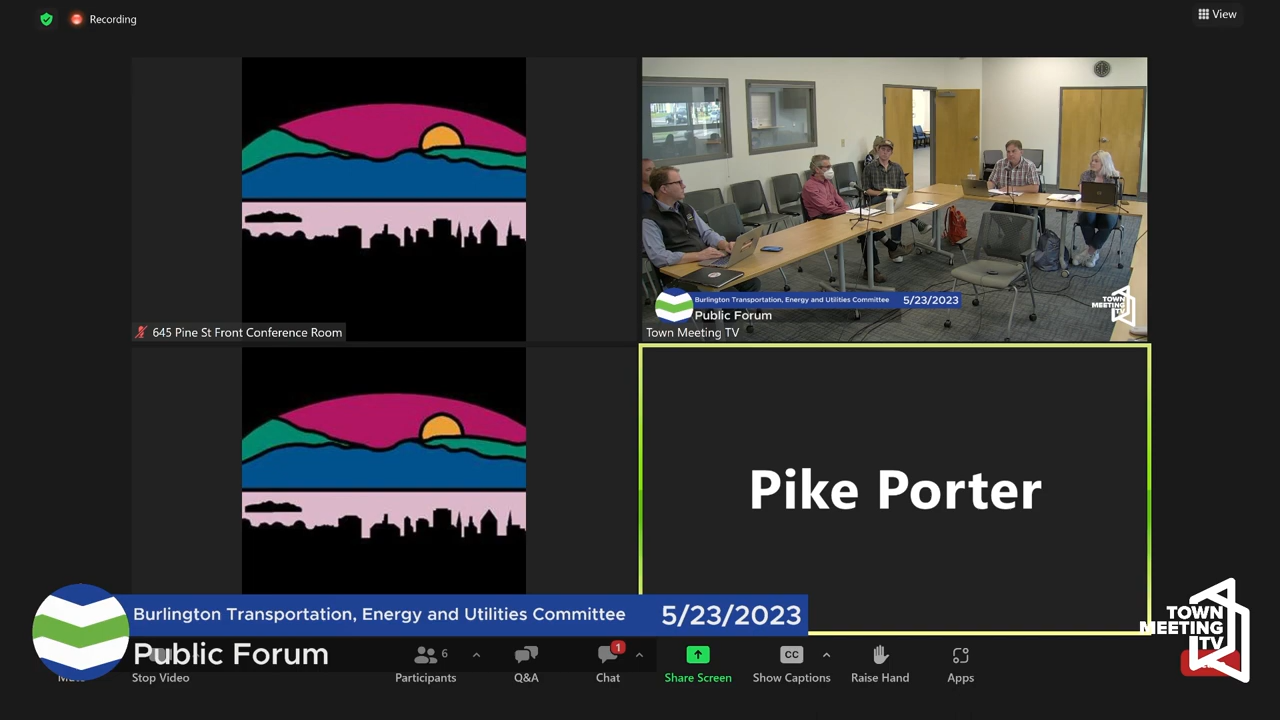 Recording
View
645 Pine St Front Conference Room
Burlington Transportation, Energy and Utilities Committee 5/23/2023
Public Forum
TOWN
MEETING
TV
Town Meeting TV
Pike Porter
Burlington Transportation, Energy and Utilities Committee 5/23/2023
Public Forum
TOWN
MEETING
TV
6
1
CC
Mute
Stop Video
Participants
Q&A
Chat
Share Screen
Show Captions
Raise Hand
Apps